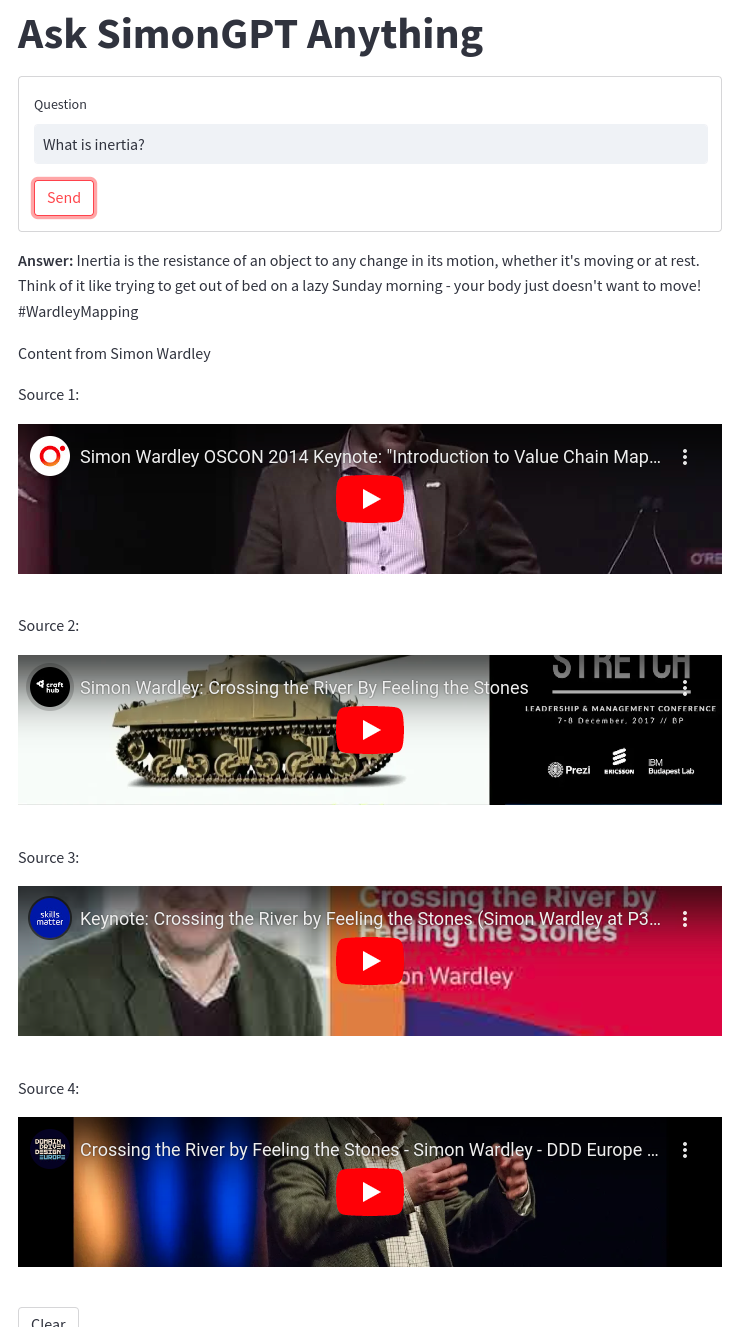 Ask SimonGPT Anything
Question
What is inertia?
Send
Answer: Inertia is the resistance of an object to any change in its motion, whether it's moving or at rest.
Think of it like trying to get out of bed on a lazy Sunday morning - your body just doesn't want to move!
#WardleyMapping
Content from Simon Wardley
Source 1:
Simon Wardley OSCON 2014 Keynote: "Introduction to Value Chain Map...
O'RE
Source 2:
craft
hub
Simon Wardley: Crossing the River By Feeling the Stones
STRETCH
LEADERSHIP & MANAGEMENT CONFERENCE
7-8 December, 2017 // BP
Prezi
ERICSSON
IBM
Budapest Lab
Source 3:
skills
matter
Keynote: Crossing the River by Feeling the Stones (Simon Wardley at P3...
Crossing the River by
Feeling the Stones
on Wardley
Source 4:
DOMAIN
DRIVEN
DESIGN
EUROPE
Crossing the River by Feeling the Stones - Simon Wardley - DDD Europe ...
Clear